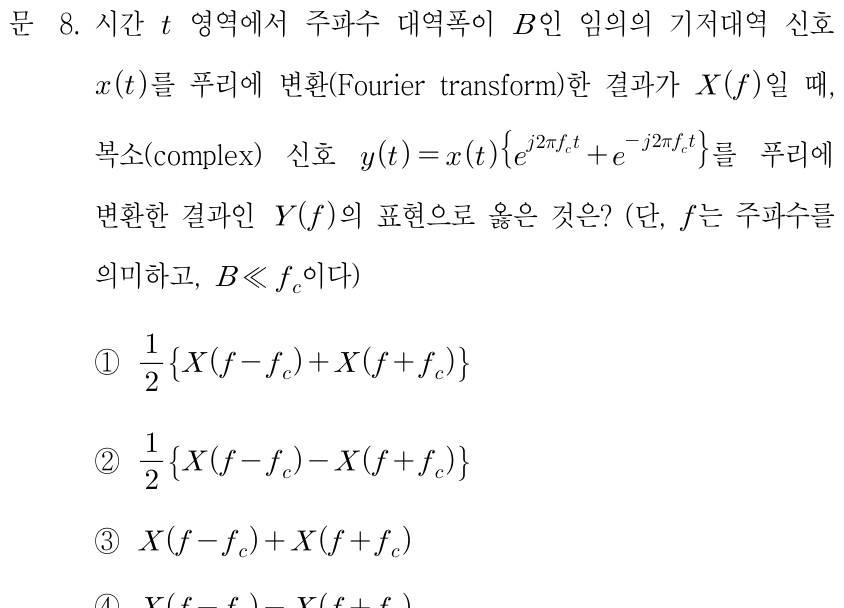 문 8. 시간 t 영역에서 주파수 대역폭이 B인 임의의 기저대역 신호
x(t)를 푸리에 변환(Fourier transform)한 결과가 X(f)일 때,
복소(complex) 신호 y(t)=x(t){e^{j2πf_c t}+e^{-j2πf_c t}}를 푸리에
변환한 결과인 Y(f)의 표현으로 옳은 것은? (단, f는 주파수를
의미하고, B≪f_c이다)
① \frac{1}{2}{X(f-f_c)+X(f+f_c)}
② \frac{1}{2}{X(f-f_c)-X(f+f_c)}
③ X(f-f_c)+X(f+f_c)
④ X(f-f_c)-X(f+f_c)